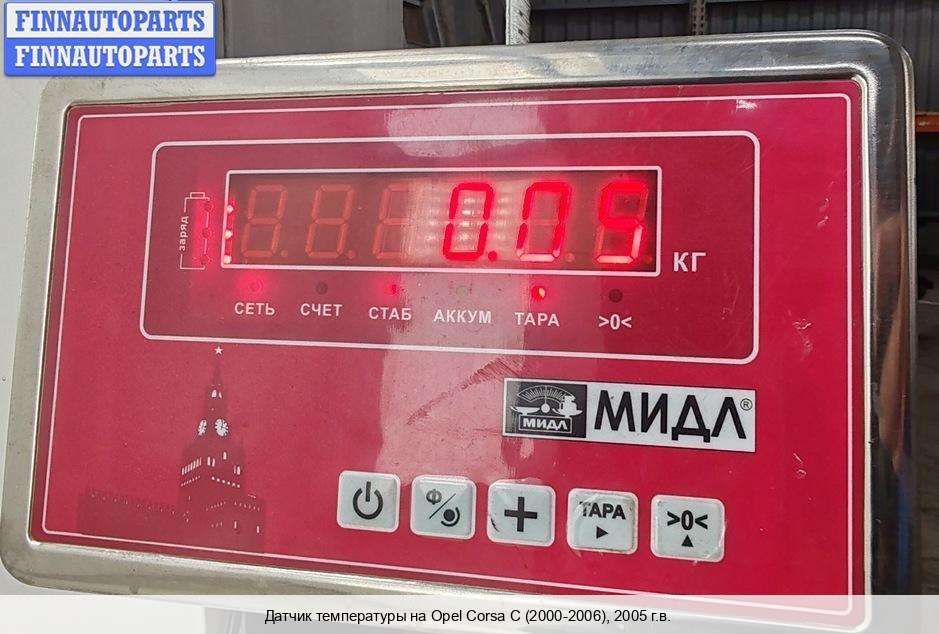 FINNAUTOPARTS
FINNAUTOPARTS
заряд
0.05
КГ
СЕТЬ СЧЕТ СТАБ АККУМ ТАРА >0<
МИДЛ
МИДЛ®
Ф
ТАРА
>0<
Датчик температуры на Opel Corsa C (2000-2006), 2005 г.в.